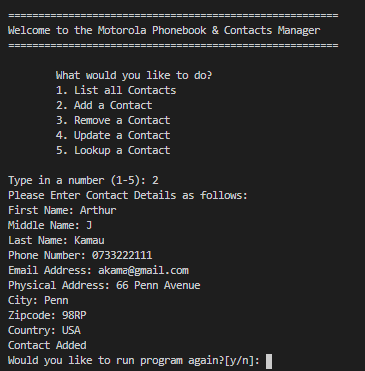 =======================================================
Welcome to the Motorola Phonebook & Contacts Manager
=======================================================
What would you like to do?
1. List all Contacts
2. Add a Contact
3. Remove a Contact
4. Update a Contact
5. Lookup a Contact
Type in a number (1-5): 2
Please Enter Contact Details as follows:
First Name: Arthur
Middle Name: J
Last Name: Kamau
Phone Number: 0733222111
Email Address: akama@gmail.com
Physical Address: 66 Penn Avenue
City: Penn
Zipcode: 98RP
Country: USA
Contact Added
Would you like to run program again?[y/n]: